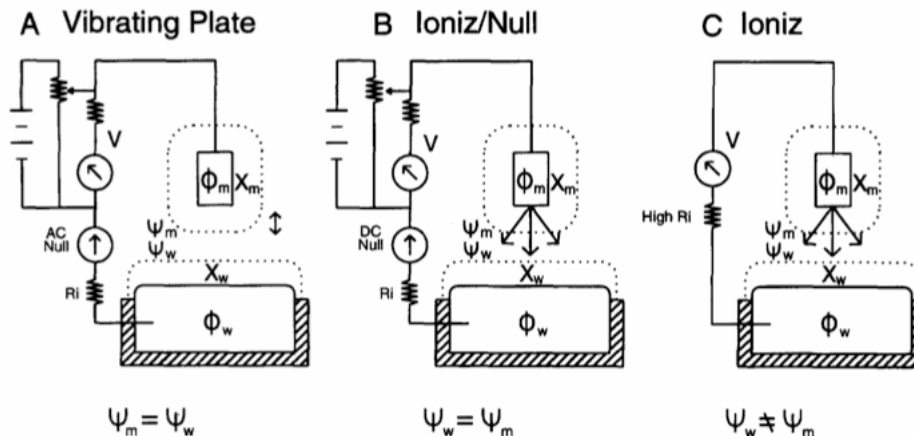 A Vibrating Plate
V
Φm Xm
Ψm
Ψw
AC Null
Xw
Ri
Φw
Ψm = Ψw
B Ioniz/Null
V
Φm Xm
Ψm
Ψw
DC Null
Xw
Ri
Φw
Ψw = Ψm
C Ioniz
V
Φm Xm
High Ri
Ψm
Ψw
Xw
Φw
Ψw ≠ Ψm